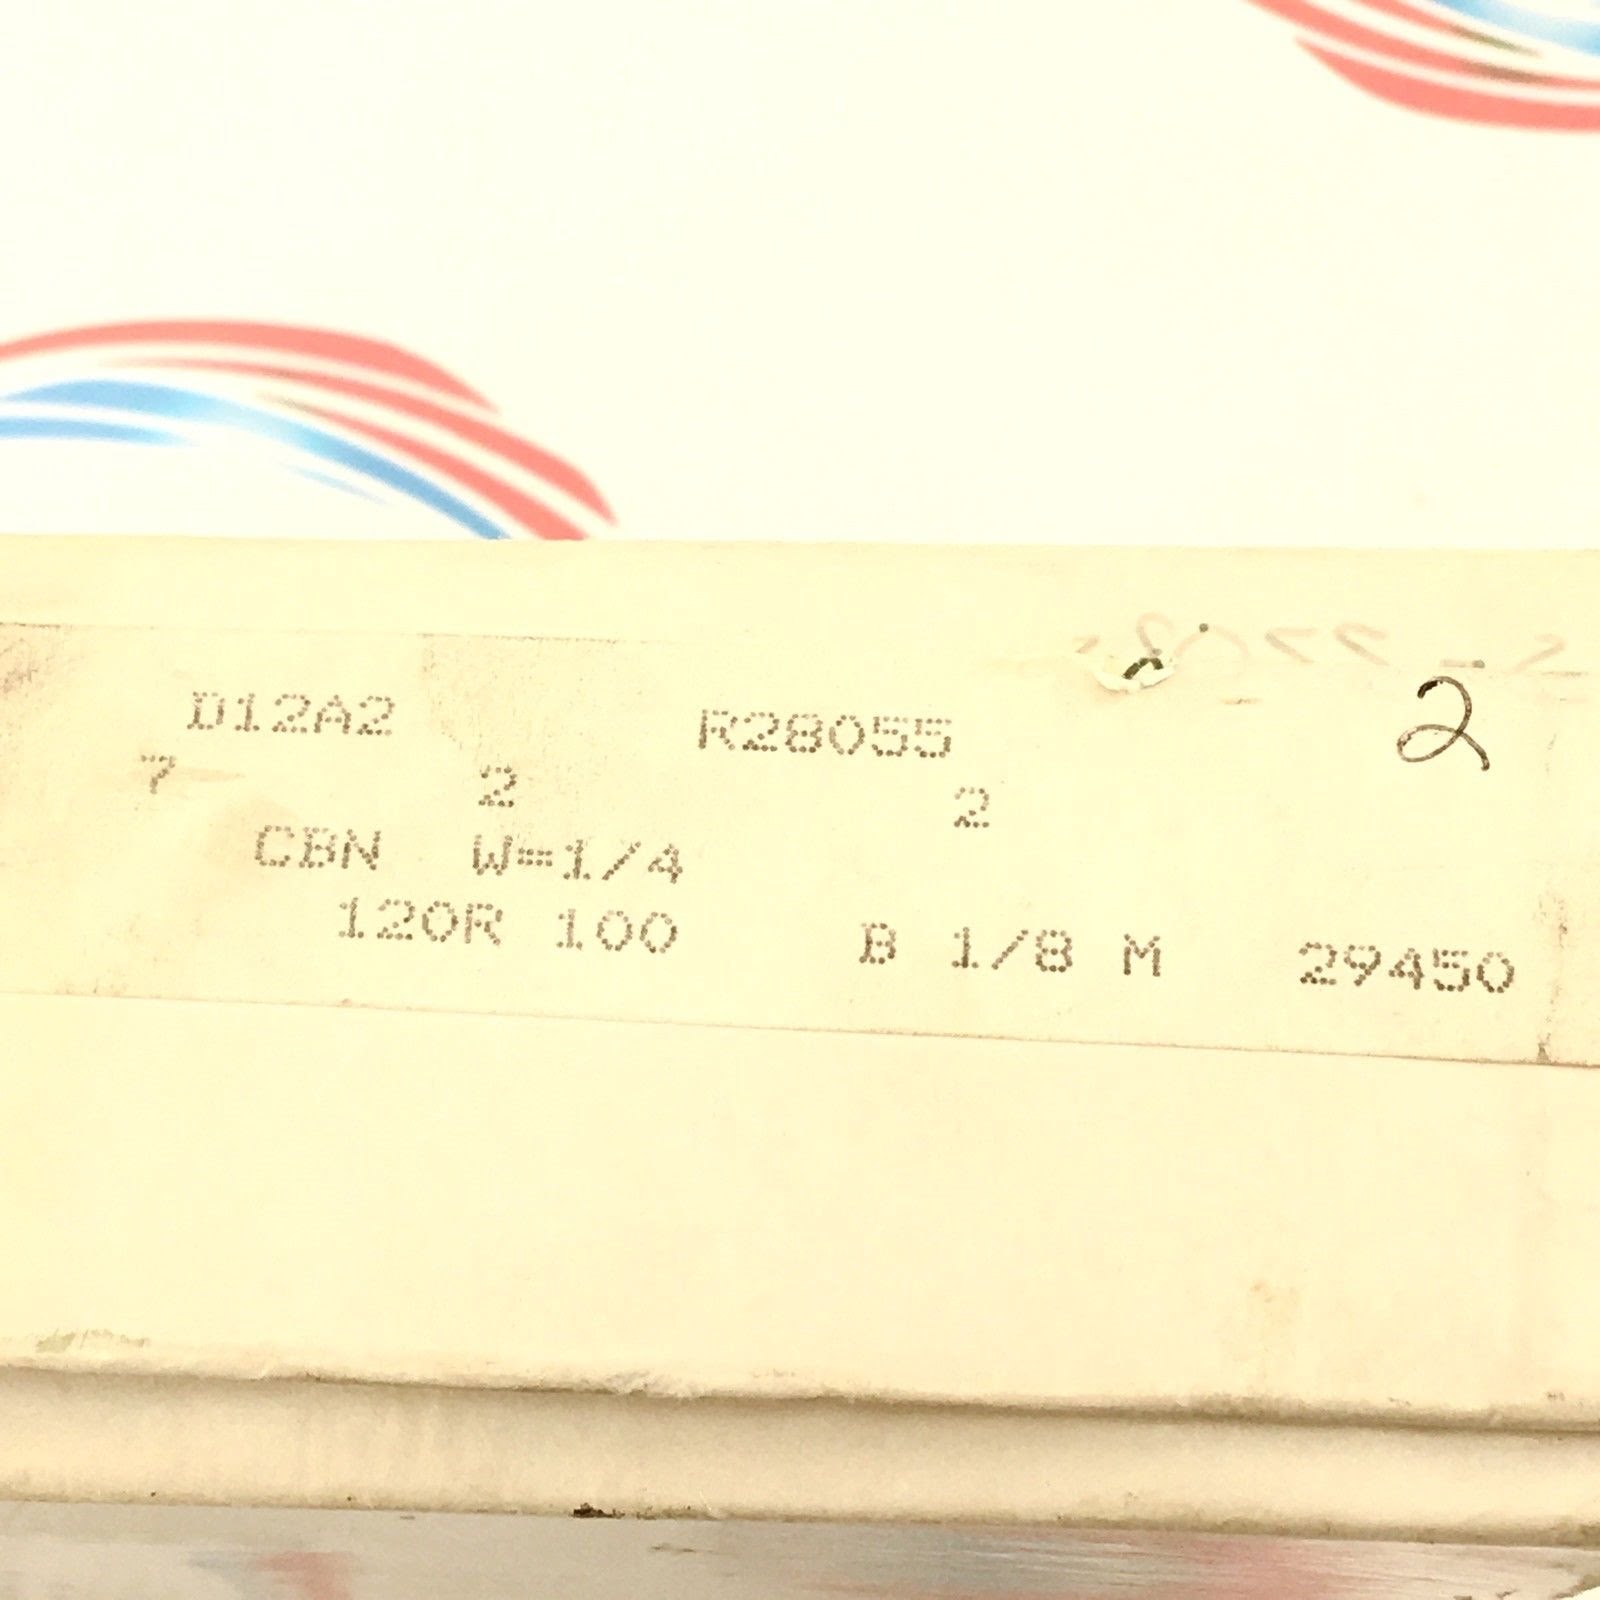 D12A2 R28055 2
7 2 2
CBN W=1/4
120R 100 B 1/8 M 29450